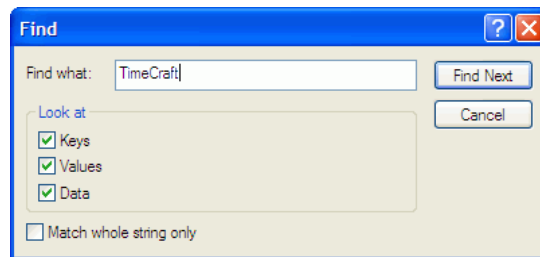 Find
Find what: TimeCraft Find Next
Look at Cancel
Keys
Values
Data
Match whole string only